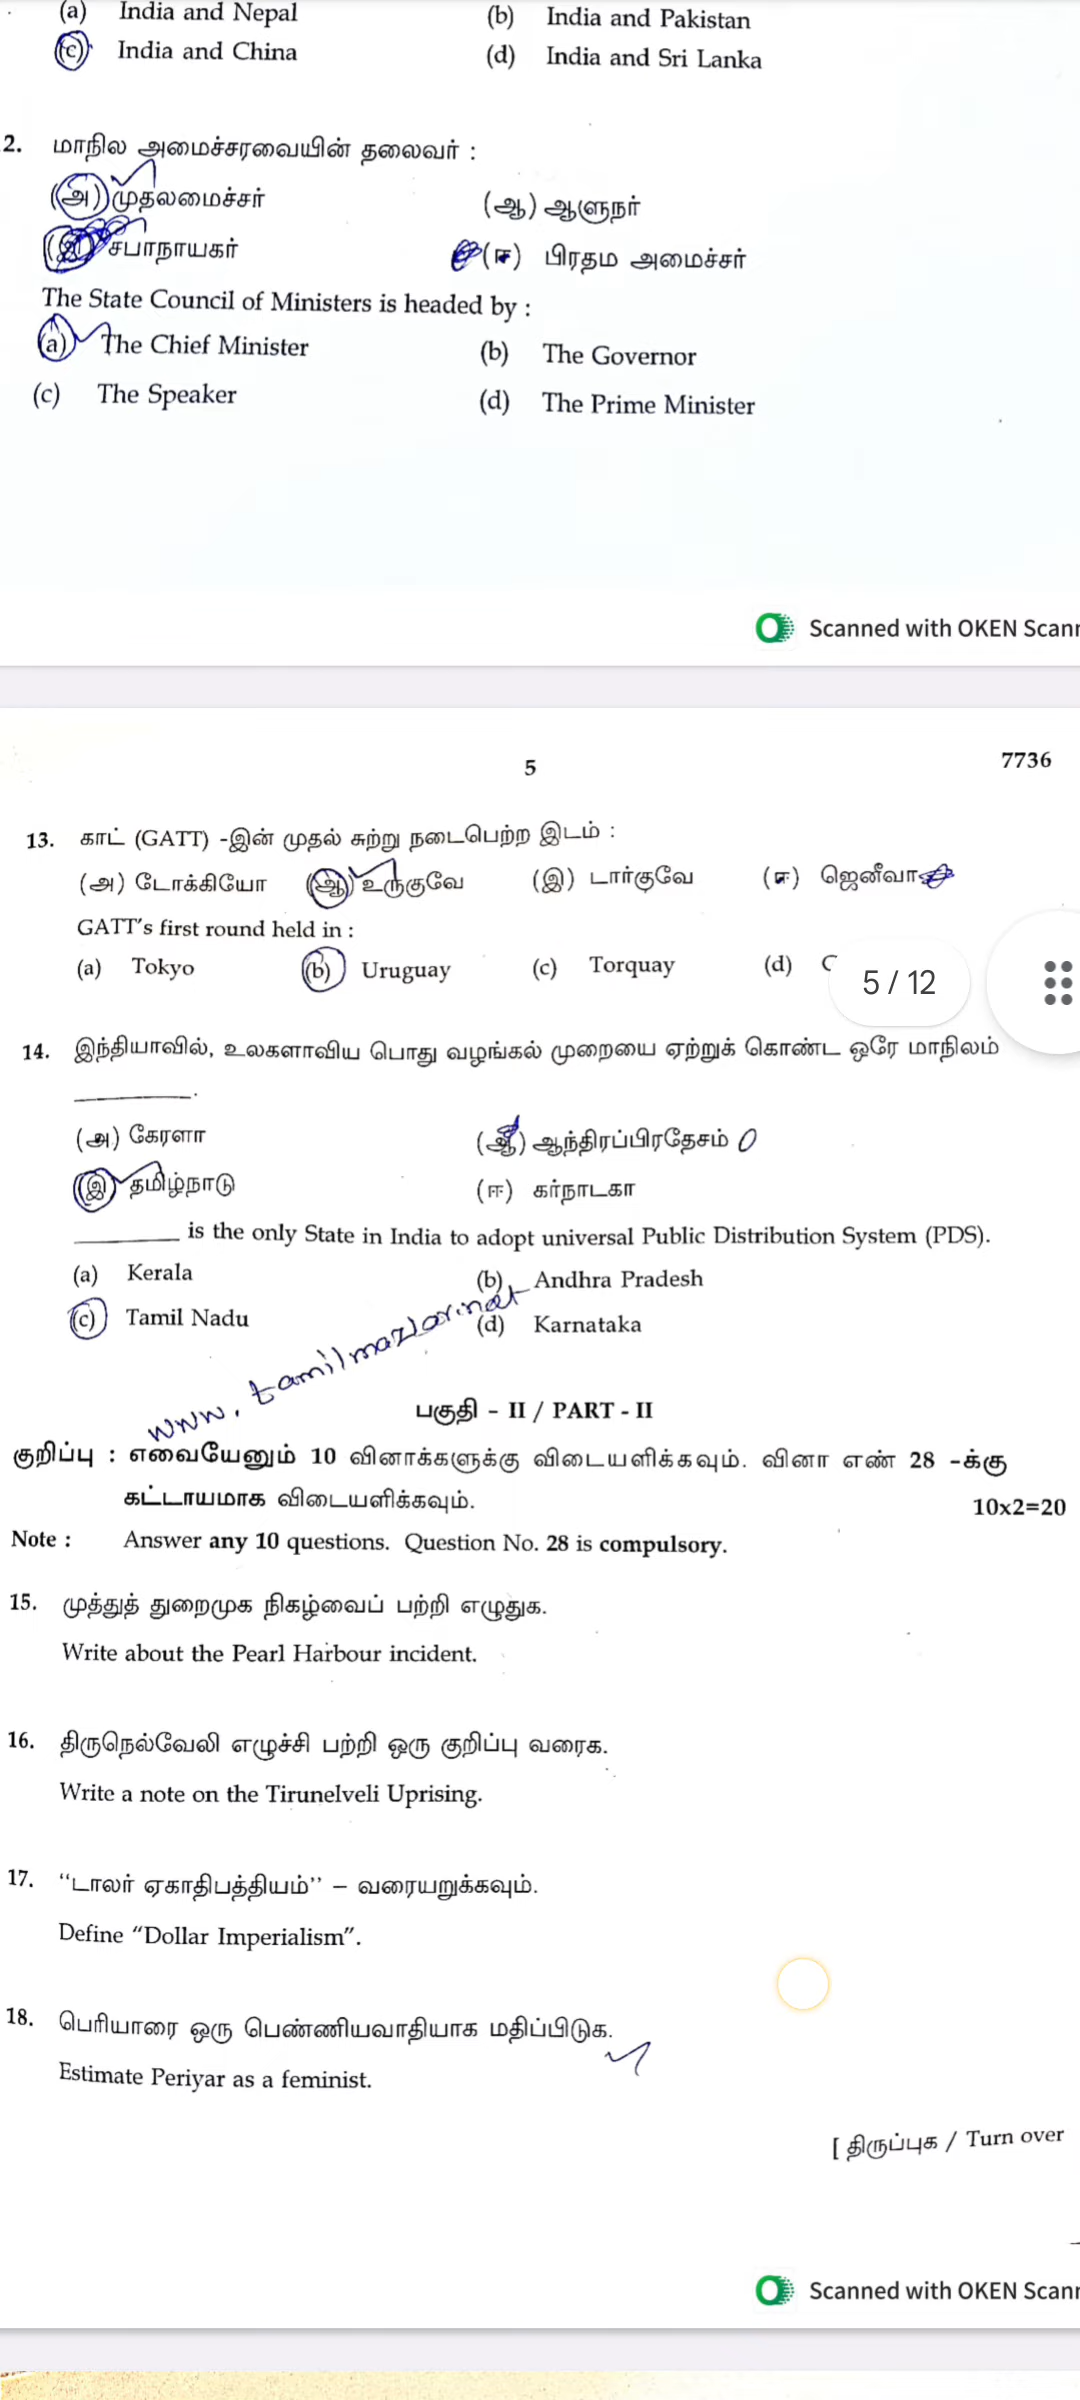 (a) India and Nepal (b) India and Pakistan
(c) India and China (d) India and Sri Lanka
2. மாநில அமைச்சரவையின் தலைவர் :
(அ) முதலமைச்சர் (ஆ) ஆளுநர்
(இ) சபாநாயகர் (ஈ) பிரதம அமைச்சர்
The State Council of Ministers is headed by :
(a) The Chief Minister (b) The Governor
(c) The Speaker (d) The Prime Minister
Scanned with OKEN Scann
5 7736
13. காட் (GATT) -இன் முதல் சுற்று நடைபெற்ற இடம் :
(அ) டோக்கியோ (ஆ) உருகுவே (இ) டார்குவே (ஈ) ஜெனீவா
GATT's first round held in :
(a) Tokyo (b) Uruguay (c) Torquay (d)
5 / 12
14. இந்தியாவில், உலகளாவிய பொது வழங்கல் முறையை ஏற்றுக் கொண்ட ஒரே மாநிலம்
________.
(அ) கேரளா (ஆ) ஆந்திரப்பிரதேசம்
(இ) தமிழ்நாடு (ஈ) கர்நாடகா
________ is the only State in India to adopt universal Public Distribution System (PDS).
(a) Kerala (b) Andhra Pradesh
(c) Tamil Nadu (d) Karnataka
பகுதி - II / PART - II
குறிப்பு : எவையேனும் 10 வினாக்களுக்கு விடையளிக்கவும். வினா எண் 28 -க்கு
கட்டாயமாக விடையளிக்கவும். 10x2=20
Note : Answer any 10 questions. Question No. 28 is compulsory.
15. முத்துத் துறைமுக நிகழ்வைப் பற்றி எழுதுக.
Write about the Pearl Harbour incident.
16. திருநெல்வேலி எழுச்சி பற்றி ஒரு குறிப்பு வரைக.
Write a note on the Tirunelveli Uprising.
17. "டாலர் ஏகாதிபத்தியம்" – வரையறுக்கவும்.
Define "Dollar Imperialism".
18. பெரியாரை ஒரு பெண்ணியவாதியாக மதிப்பிடுக.
Estimate Periyar as a feminist.
[ திருப்புக / Turn over
Scanned with OKEN Scann